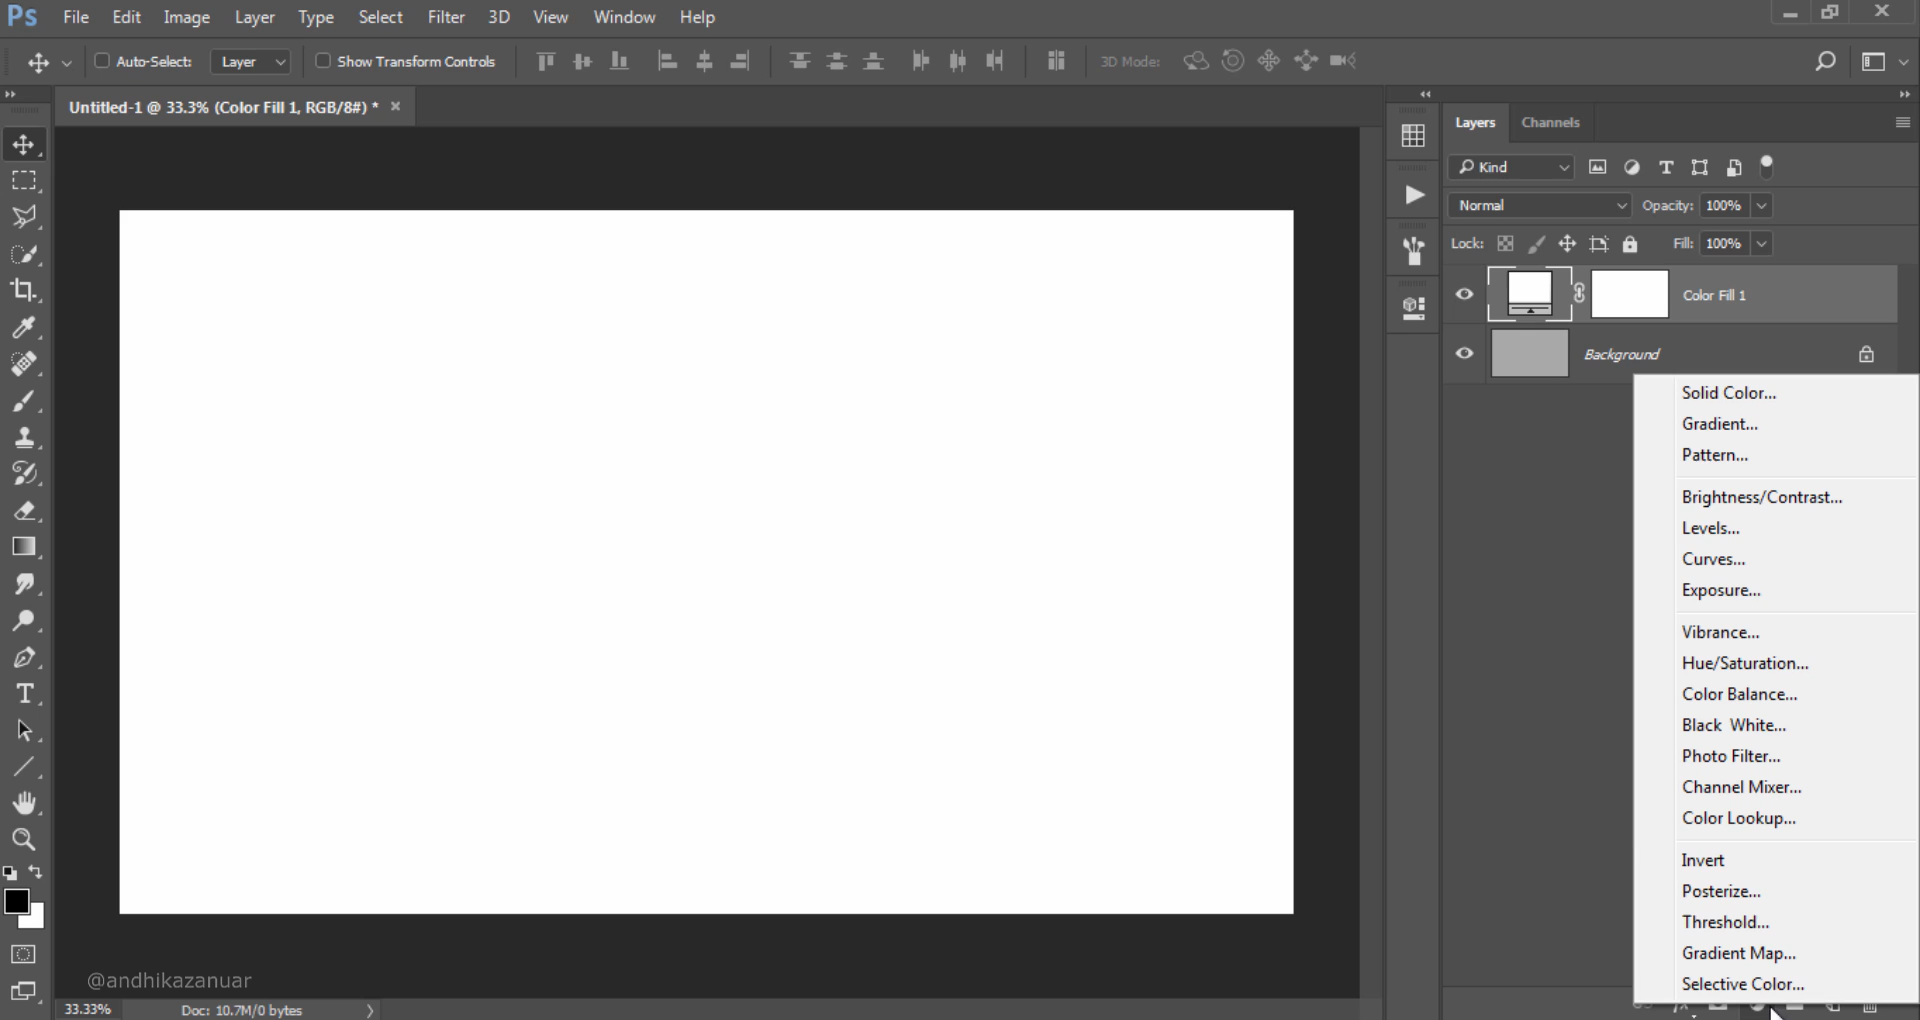 Ps File Edit Image Layer Type Select Filter 3D View Window Help
Auto-Select: Layer Show Transform Controls 3D Mode:
Untitled-1 @ 33.3% (Color Fill 1, RGB/8#) *
Layers Channels
Kind
Normal Opacity: 100%
Lock: Fill: 100%
Color Fill 1
Background
Solid Color...
Gradient...
Pattern...
Brightness/Contrast...
Levels...
Curves...
Exposure...
Vibrance...
Hue/Saturation...
Color Balance...
Black  White...
Photo Filter...
Channel Mixer...
Color Lookup...
Invert
Posterize...
Threshold...
Gradient Map...
Selective Color...
@andhikazanuar
33.33% Doc: 10.7M/0 bytes